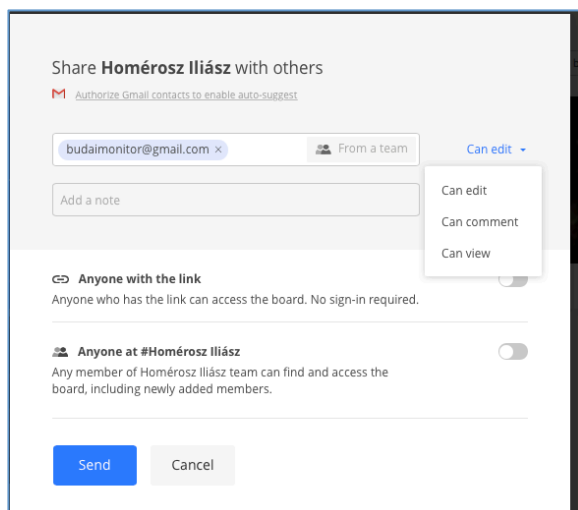 Share Homérosz Iliász with others
Authorize Gmail contacts to enable auto-suggest
budaimonitor@gmail.com ×
From a team
Can edit
Add a note
Can edit
Can comment
Can view
Anyone with the link
Anyone who has the link can access the board. No sign-in required.
Anyone at #Homérosz Iliász
Any member of Homérosz Iliász team can find and access the
board, including newly added members.
Send
Cancel